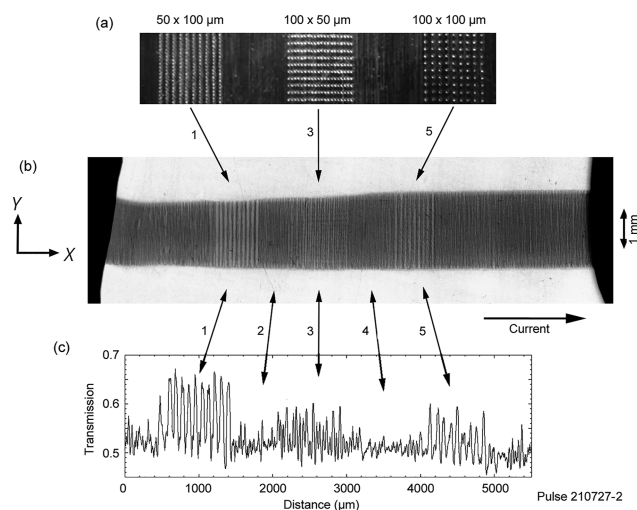 (a)
50 x 100 µm
100 x 50 µm
100 x 100 µm
1
3
5
(b)
Y
X
1 mm
Current
1
2
3
4
5
(c)
0.7
0.6
0.5
Transmission
0
1000
2000
3000
4000
5000
Distance (µm)
Pulse 210727-2